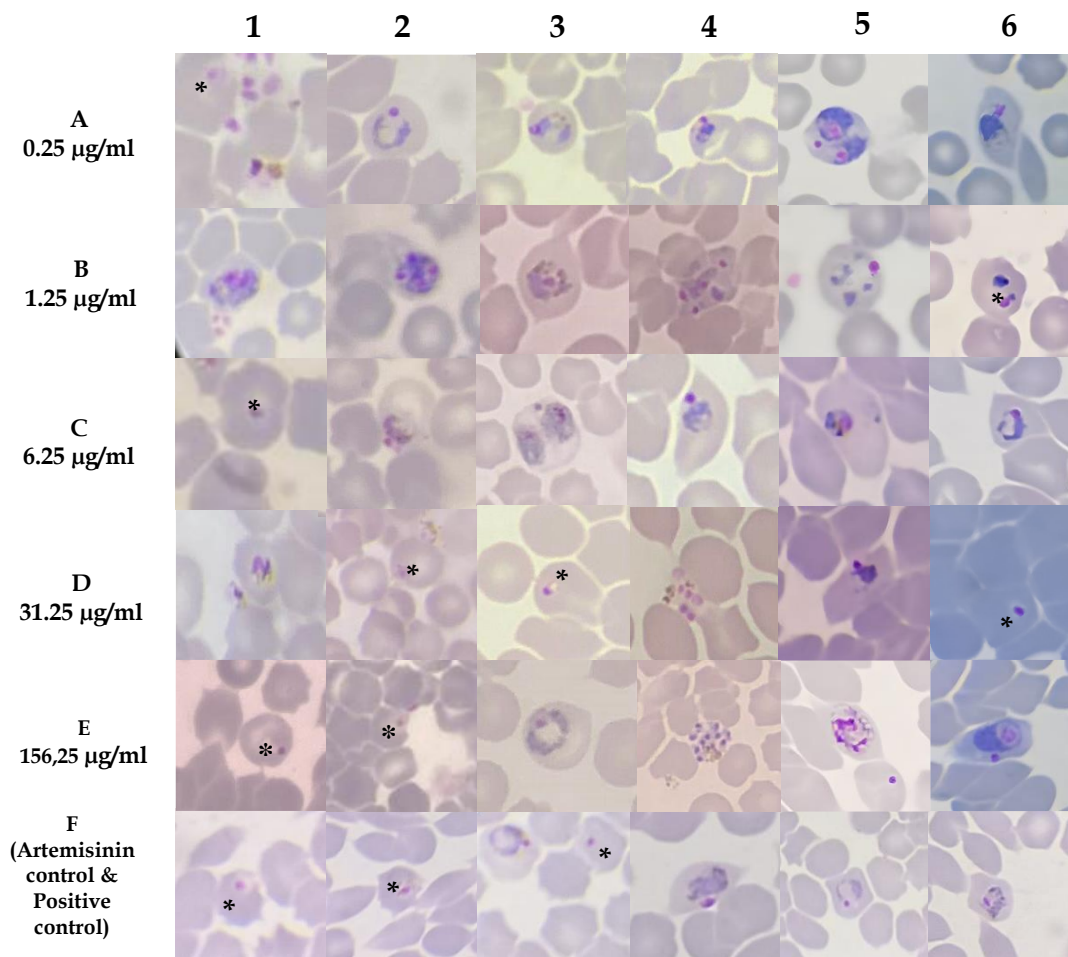 1 2 3 4 5 6
A
0.25 µg/ml
*
B
1.25 µg/ml
*
C
6.25 µg/ml
*
D
31.25 µg/ml
* * *
E
156,25 µg/ml
* *
F
(Artemisinin
control &
Positive
control)
* * *